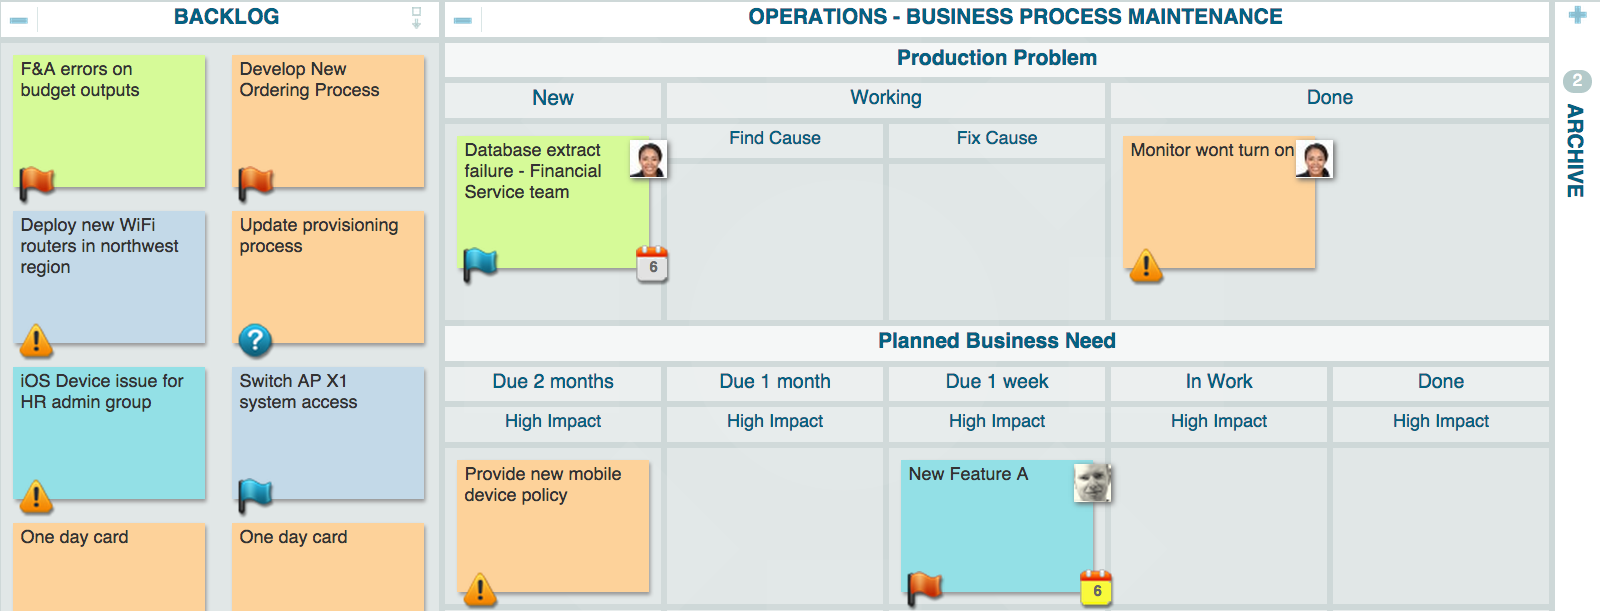 BACKLOG
F&A errors on
budget outputs
Develop New
Ordering Process
Deploy new WiFi
routers in northwest
region
Update provisioning
process
?
iOS Device issue for
HR admin group
Switch AP X1
system access
One day card
One day card
OPERATIONS - BUSINESS PROCESS MAINTENANCE
Production Problem
New
Working
Done
Find Cause
Fix Cause
Database extract
failure - Financial
Service team
6
Monitor wont turn on
Planned Business Need
Due 2 months
Due 1 month
Due 1 week
In Work
Done
High Impact
High Impact
High Impact
High Impact
High Impact
Provide new mobile
device policy
New Feature A
6
2
ARCHIVE